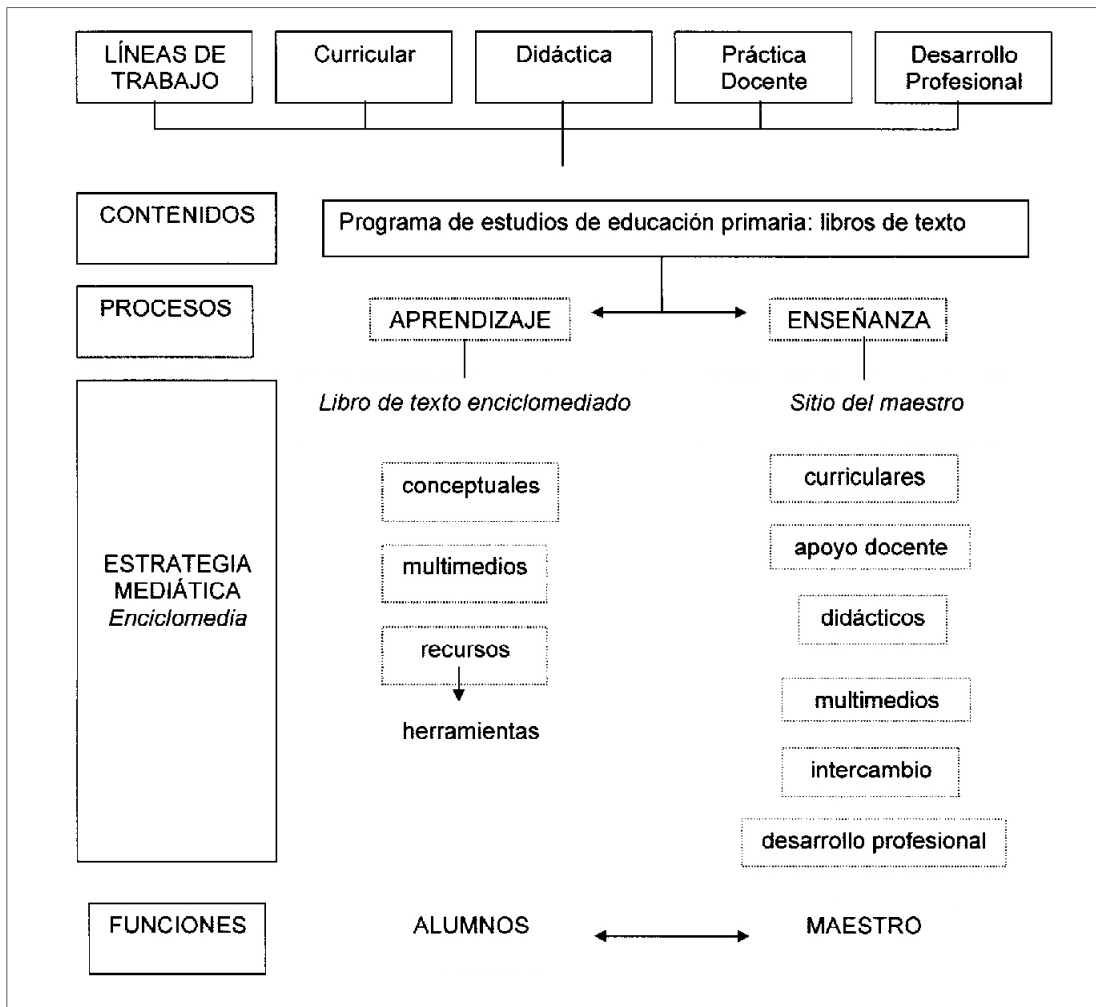 LÍNEAS DE
TRABAJO
Curricular
Didáctica
Práctica
Docente
Desarrollo
Profesional
CONTENIDOS
Programa de estudios de educación primaria: libros de texto
PROCESOS
APRENDIZAJE
ENSEÑANZA
Libro de texto enciclomediado
Sitio del maestro
ESTRATEGIA
MEDIÁTICA
Enciclomedia
conceptuales
multimedios
recursos
herramientas
curriculares
apoyo docente
didácticos
multimedios
intercambio
desarrollo profesional
FUNCIONES
ALUMNOS
MAESTRO